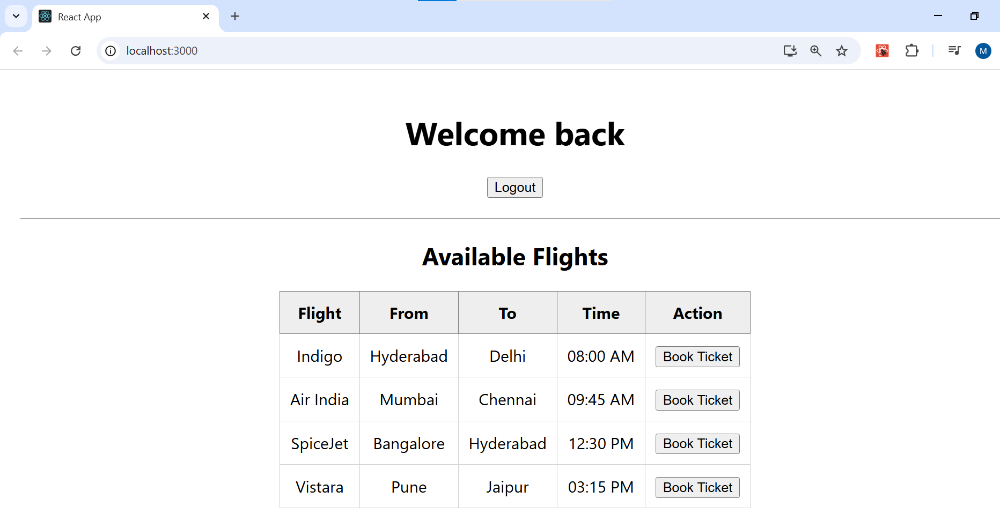 React App
localhost:3000
M
Welcome back
Logout
Available Flights
Flight From To Time Action
Indigo Hyderabad Delhi 08:00 AM Book Ticket
Air India Mumbai Chennai 09:45 AM Book Ticket
SpiceJet Bangalore Hyderabad 12:30 PM Book Ticket
Vistara Pune Jaipur 03:15 PM Book Ticket